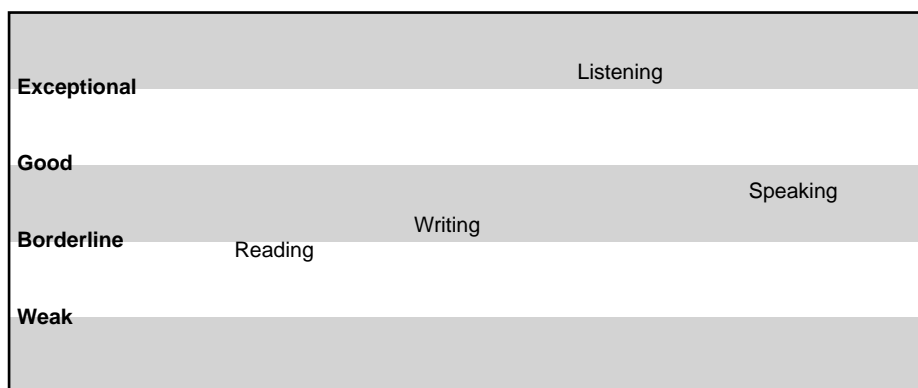 Listening
Exceptional
Good
Speaking
Writing
Borderline
Reading
Weak